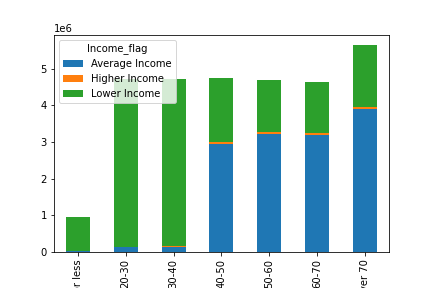 1e6
Income_flag
Average Income
Higher Income
Lower Income
5
4
3
2
1
0
r less
20-30
30-40
40-50
50-60
60-70
er 70